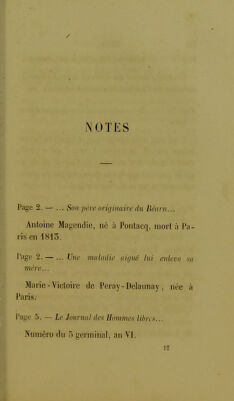 NOTES
Page 2. — ... Son père originaire du Béarn...
Antoine Magendie, né à Pontacq, mort à Pa-
ris en 1813.
Page 2. — ... Une maladie aiguë lui enleva sa
mère...
Marie-Victoire de Peray-Delaunay, née à
Paris.
Page 5. — Le Journal des Hommes libres...
Numéro du 5 germinal, an VI.
12